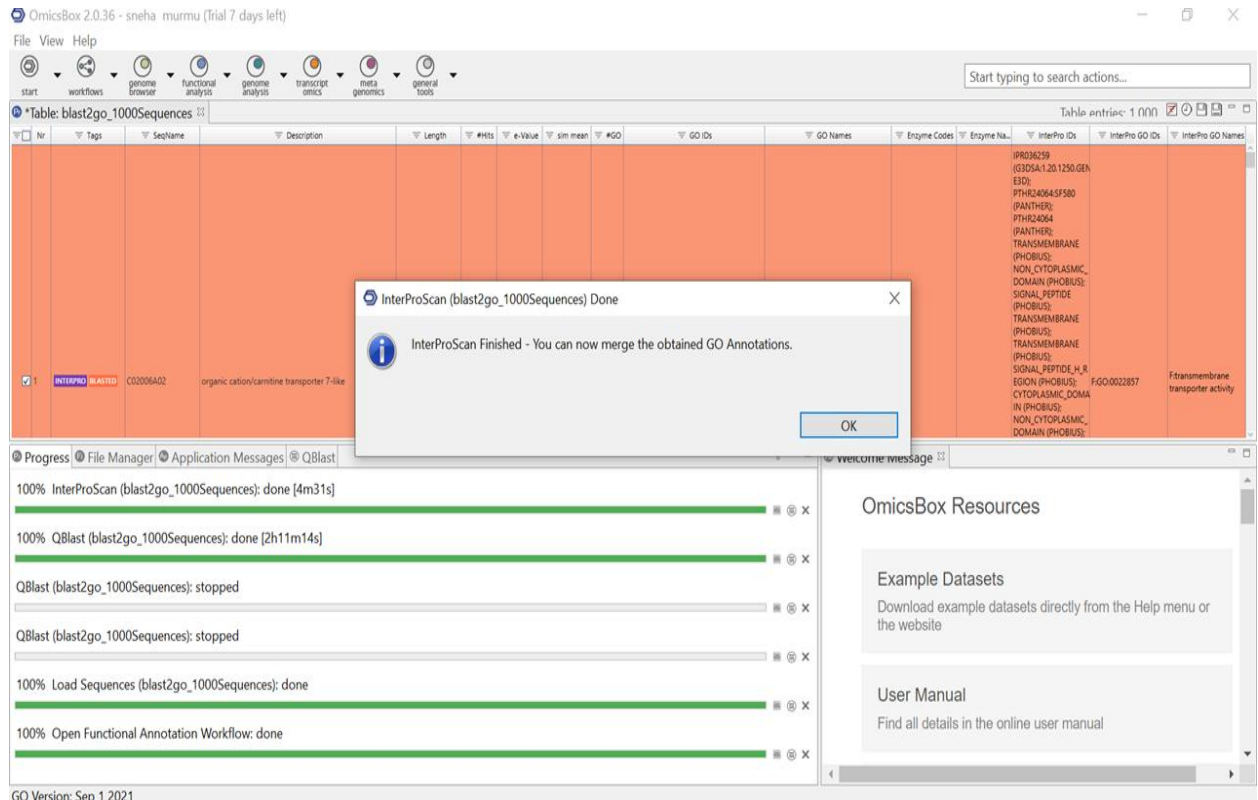 OmicsBox 2.0.36 - sneha murmu (Trial 7 days left)
File View Help
start
workflows
genome browser
functional analysis
genome analysis
transcript omics
meta genomics
general tools
Start typing to search actions...
*Table: blast2go_1000Sequences
Table entries: 1 000
Nr Tags SeqName Description Length #Hits e-Value sim mean #GO GO IDs GO Names Enzyme Codes Enzyme Na... InterPro IDs InterPro GO IDs InterPro GO Names
IPR036259
(G3DSA:1.20.1250.GEN
E3D);
PTHR24064:SF580
(PANTHER);
PTHR24064
(PANTHER);
TRANSMEMBRANE
(PHOBIUS);
NON_CYTOPLASMIC_
DOMAIN (PHOBIUS);
SIGNAL_PEPTIDE
(PHOBIUS);
TRANSMEMBRANE
(PHOBIUS);
TRANSMEMBRANE
(PHOBIUS);
SIGNAL_PEPTIDE_H_R
EGION (PHOBIUS);
CYTOPLASMIC_DOMA
IN (PHOBIUS);
NON_CYTOPLASMIC_
DOMAIN (PHOBIUS);
1 INTERPRO BLASTED C02006A02 organic cation/carnitine transporter 7-like
F:GO:0022857
F:transmembrane
transporter activity
InterProScan (blast2go_1000Sequences) Done
InterProScan Finished - You can now merge the obtained GO Annotations.
OK
Progress File Manager Application Messages QBlast
100% InterProScan (blast2go_1000Sequences): done [4m31s]
100% QBlast (blast2go_1000Sequences): done [2h11m14s]
QBlast (blast2go_1000Sequences): stopped
QBlast (blast2go_1000Sequences): stopped
100% Load Sequences (blast2go_1000Sequences): done
100% Open Functional Annotation Workflow: done
Welcome Message
OmicsBox Resources
Example Datasets
Download example datasets directly from the Help menu or
the website
User Manual
Find all details in the online user manual
GO Version: Sep 1 2021